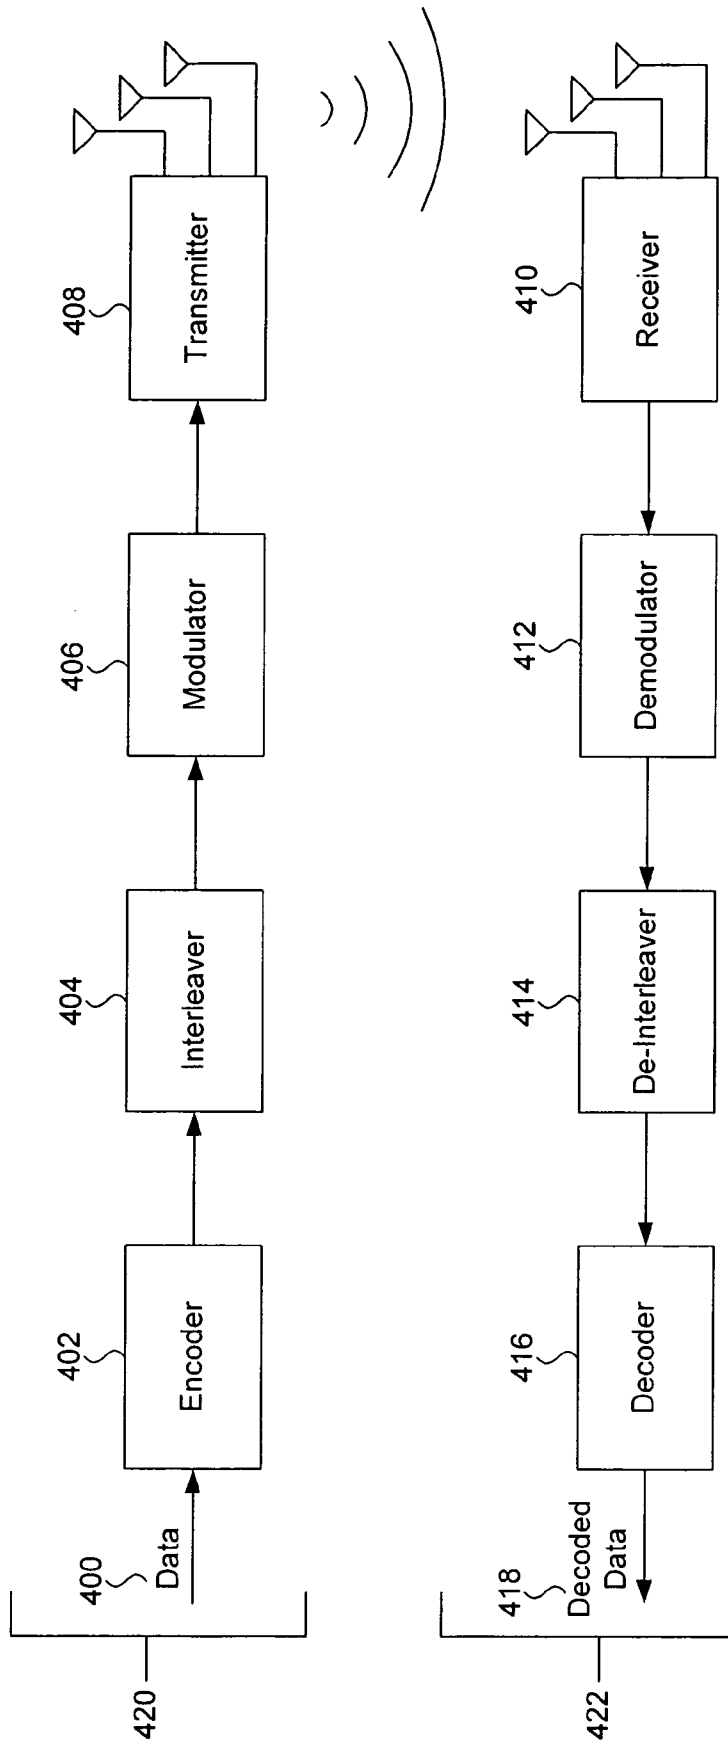 420
400
Data
402
Encoder
404
Interleaver
406
Modulator
408
Transmitter
422
418
Decoded
Data
416
Decoder
414
De-Interleaver
412
Demodulator
410
Receiver